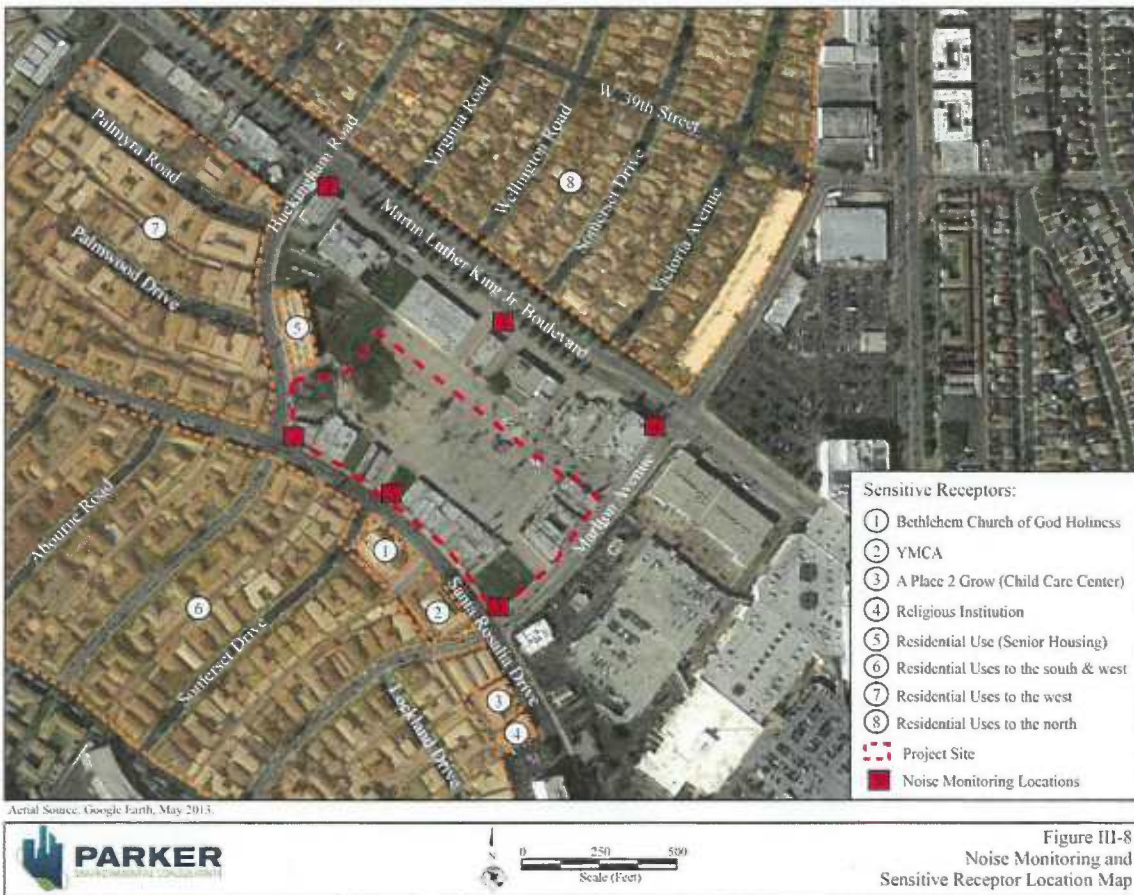 Palmyra Road
Palmwood Drive
Buckingham Road
Virginia Road
Wellington Road
W. 39th Street
Somerset Drive
Victoria Avenue
Martin Luther King Jr. Boulevard
Marlton Avenue
Santa Rosalia Drive
Abourne Road
Somerset Drive
Lockland Drive
7
8
5
1
2
6
3
4
Sensitive Receptors:
1 Bethlehem Church of God Holiness
2 YMCA
3 A Place 2 Grow (Child Care Center)
4 Religious Institution
5 Residential Use (Senior Housing)
6 Residential Uses to the south & west
7 Residential Uses to the west
8 Residential Uses to the north
Project Site
Noise Monitoring Locations
Aerial Source: Google Earth, May 2013.
PARKER
ENVIRONMENTAL CONSULTANTS
N
0 250 500
Scale (Feet)
Figure III-8
Noise Monitoring and
Sensitive Receptor Location Map